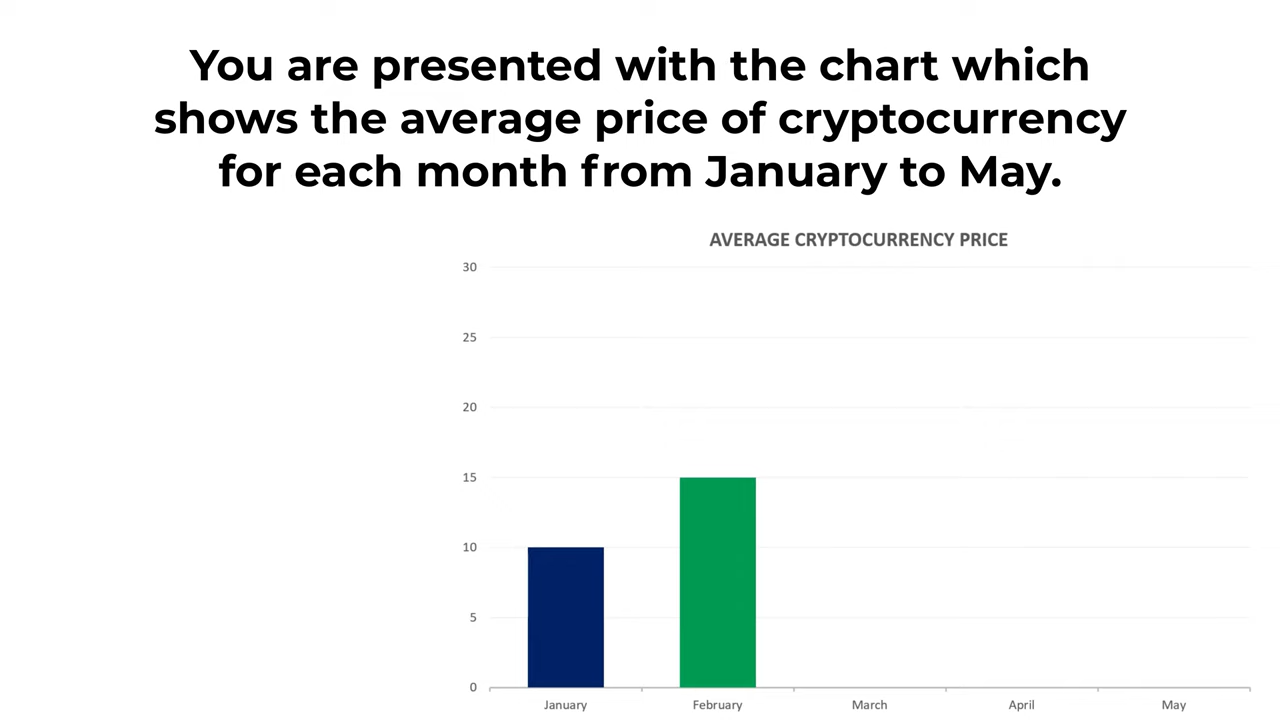 You are presented with the chart which
shows the average price of cryptocurrency
for each month from January to May.
AVERAGE CRYPTOCURRENCY PRICE
30
25
20
15
10
5
0
January February March April May